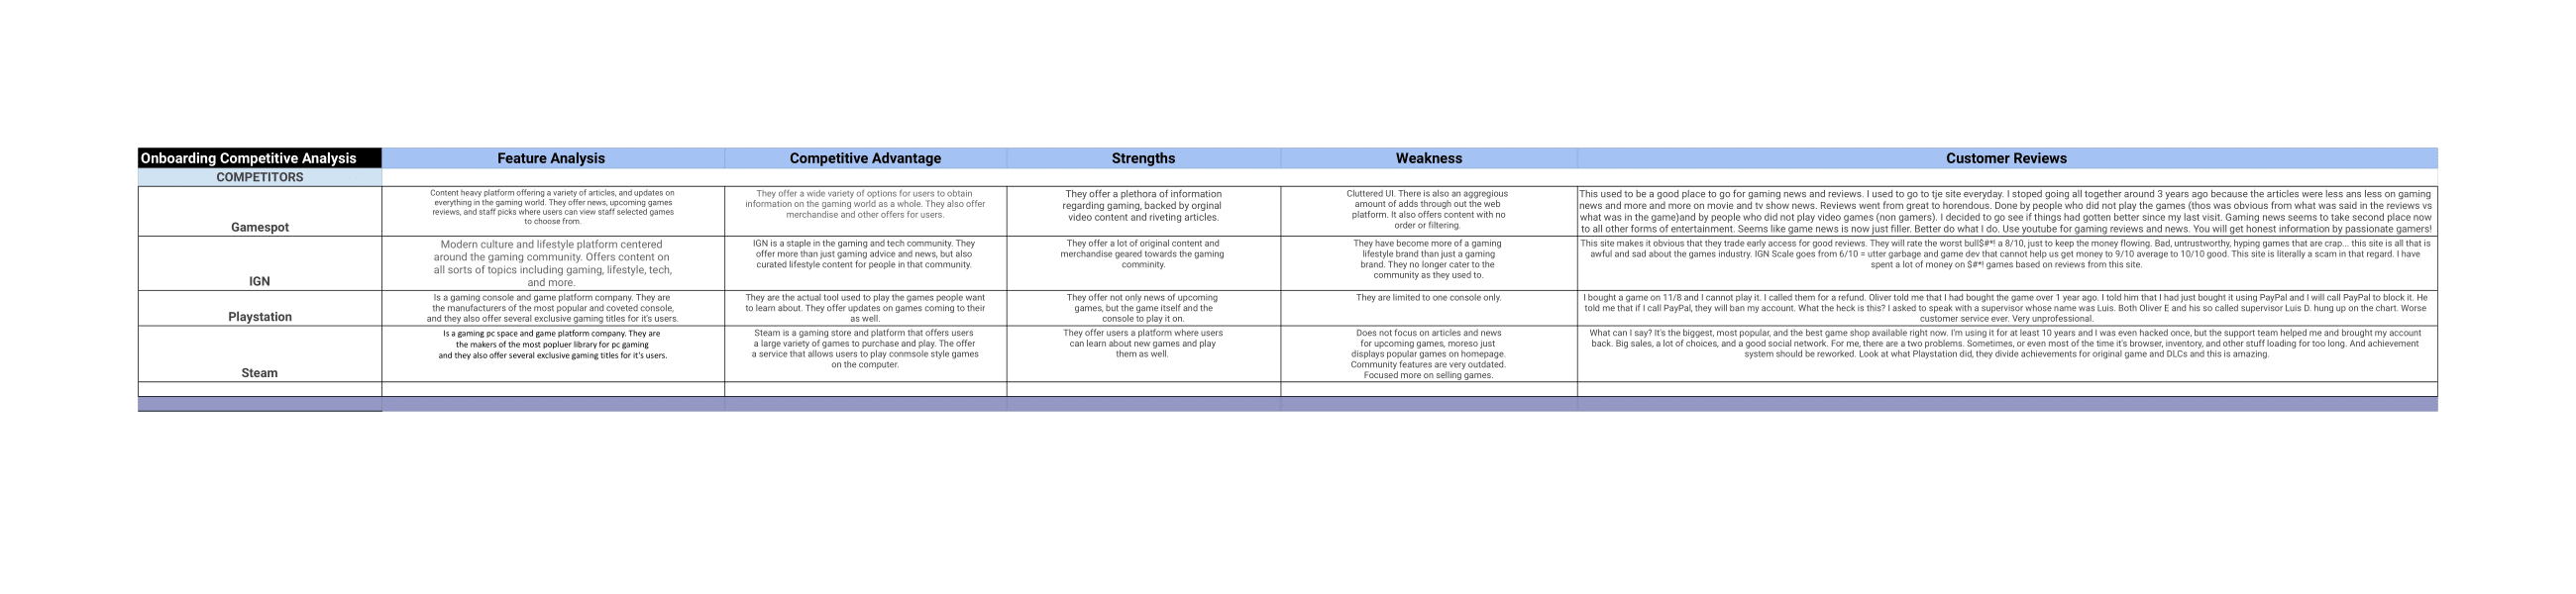 Onboarding Competitive Analysis
Feature Analysis
Competitive Advantage
Strengths
Weakness
Customer Reviews
COMPETITORS
Gamespot
Content heavy platform offering a variety of articles, and updates on
everything in the gaming world. They offer news, upcoming games
reviews, and staff picks where users can view staff selected games
to choose from.
They offer a wide variety of options for users to obtain
information on the gaming world as a whole. They also offer
merchandise and other offers for users.
They offer a plethora of information
regarding gaming, backed by orginal
video content and riveting articles.
Cluttered UI. There is also an aggregious
amount of adds through out the web
platform. It also offers content with no
order or filtering.
This used to be a good place to go for gaming news and reviews. I used to go to tje site everyday. I stoped going all together around 3 years ago because the articles were less ans less on gaming
news and more and more on movie and tv show news. Reviews went from great to horendous. Done by people who did not play the games (thos was obvious from what was said in the reviews vs
what was in the game)and by people who did not play video games (non gamers). I decided to go see if things had gotten better since my last visit. Gaming news seems to take second place now
to all other forms of entertainment. Seems like game news is now just filler. Better do what I do. Use youtube for gaming reviews and news. You will get honest information by passionate gamers!
IGN
Modern culture and lifestyle platform centered
around the gaming community. Offers content on
all sorts of topics including gaming, lifestyle, tech,
and more.
IGN is a staple in the gaming and tech community. They
offer more than just gaming advice and news, but also
curated lifestyle content for people in that community.
They offer a lot of original content and
merchandise geared towards the gaming
comminity.
They have become more of a gaming
lifestyle brand than just a gaming
brand. They no longer cater to the
community as they used to.
This site makes it obvious that they trade early access for good reviews. They will rate the worst bull$#*! a 8/10, just to keep the money flowing. Bad, untrustworthy, hyping games that are crap... this site is all that is
awful and sad about the games industry. IGN Scale goes from 6/10 = utter garbage and game dev that cannot help us get money to 9/10 average to 10/10 good. This site is literally a scam in that regard. I have
spent a lot of money on $#*! games based on reviews from this site.
Playstation
Is a gaming console and game platform company. They are
the manufacturers of the most popular and coveted console,
and they also offer several exclusive gaming titles for it's users.
They are the actual tool used to play the games people want
to learn about. They offer updates on games coming to their
as well.
They offer not only news of upcoming
games, but the game itself and the
console to play it on.
They are limited to one console only.
I bought a game on 11/8 and I cannot play it. I called them for a refund. Oliver told me that I had bought the game over 1 year ago. I told him that I had just bought it using PayPal and I will call PayPal to block it. He
told me that if I call PayPal, they will ban my account. What the heck is this? I asked to speak with a supervisor whose name was Luis. Both Oliver E and his so called supervisor Luis D. hung up on the chart. Worse
customer service ever. Very unprofessional.
Steam
Is a gaming pc space and game platform company. They are
the makers of the most popluer library for pc gaming
and they also offer several exclusive gaming titles for it's users.
Steam is a gaming store and platform that offers users
a large variety of games to purchase and play. The offer
a service that allows users to play conmsole style games
on the computer.
They offer users a platform where users
can learn about new games and play
them as well.
Does not focus on articles and news
for upcoming games, moreso just
displays popular games on homepage.
Community features are very outdated.
Focused more on selling games.
What can I say? It's the biggest, most popular, and the best game shop available right now. I'm using it for at least 10 years and I was even hacked once, but the support team helped me and brought my account
back. Big sales, a lot of choices, and a good social network. For me, there are a two problems. Sometimes, or even most of the time it's browser, inventory, and other stuff loading for too long. And achievement
system should be reworked. Look at what Playstation did, they divide achievements for original game and DLCs and this is amazing.